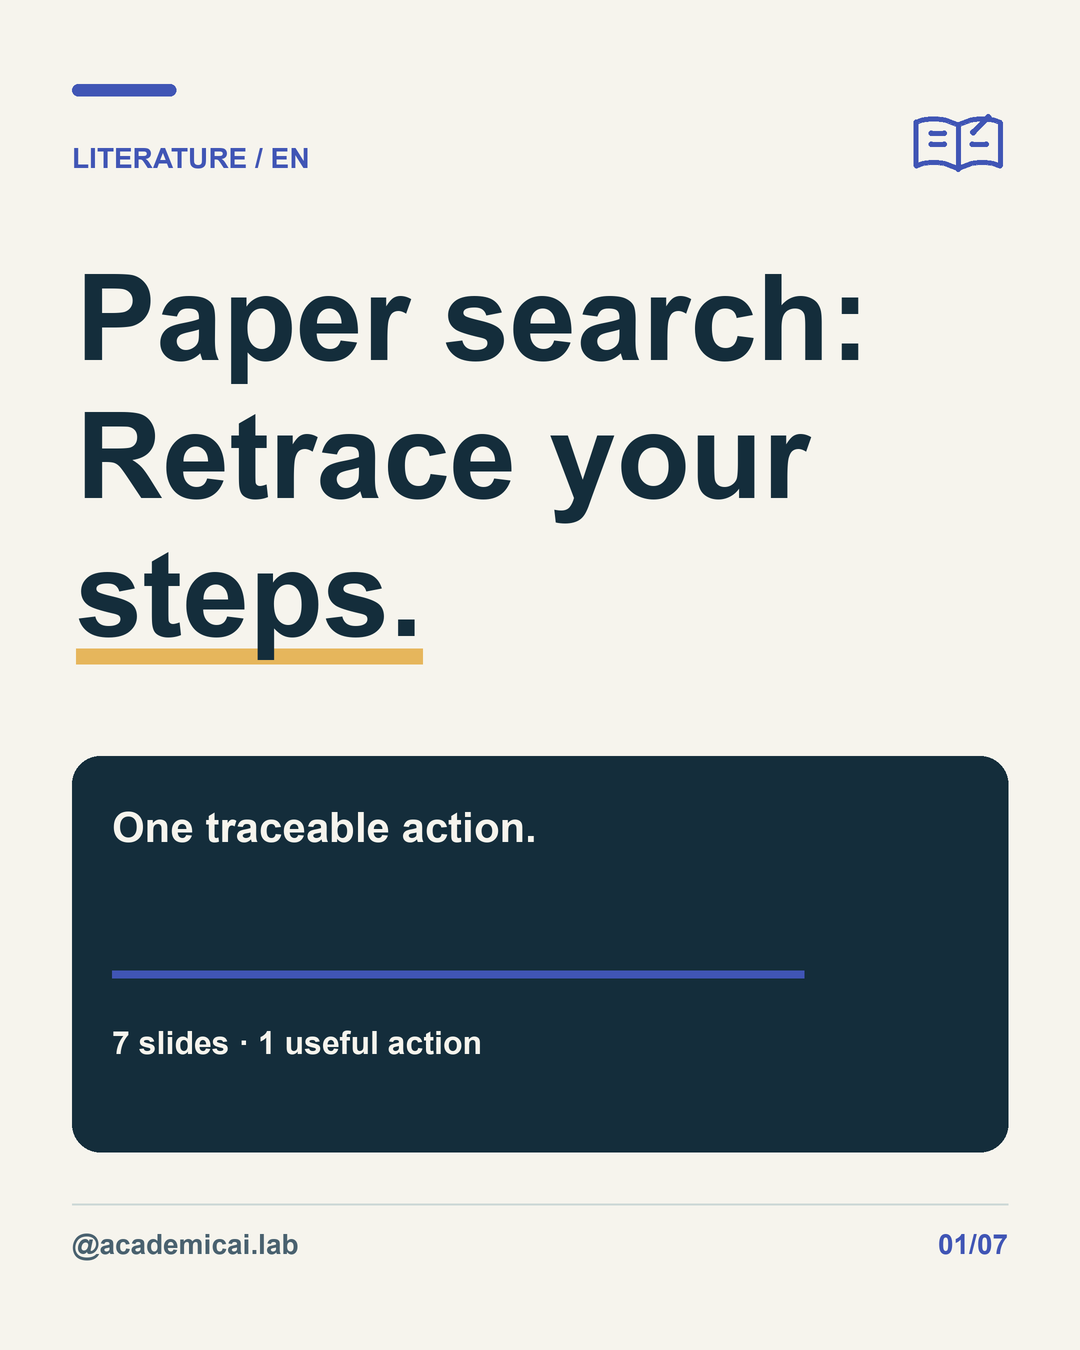 LITERATURE / EN
Paper search:
Retrace your
steps.
One traceable action.
7 slides · 1 useful action
@academicai.lab
01/07